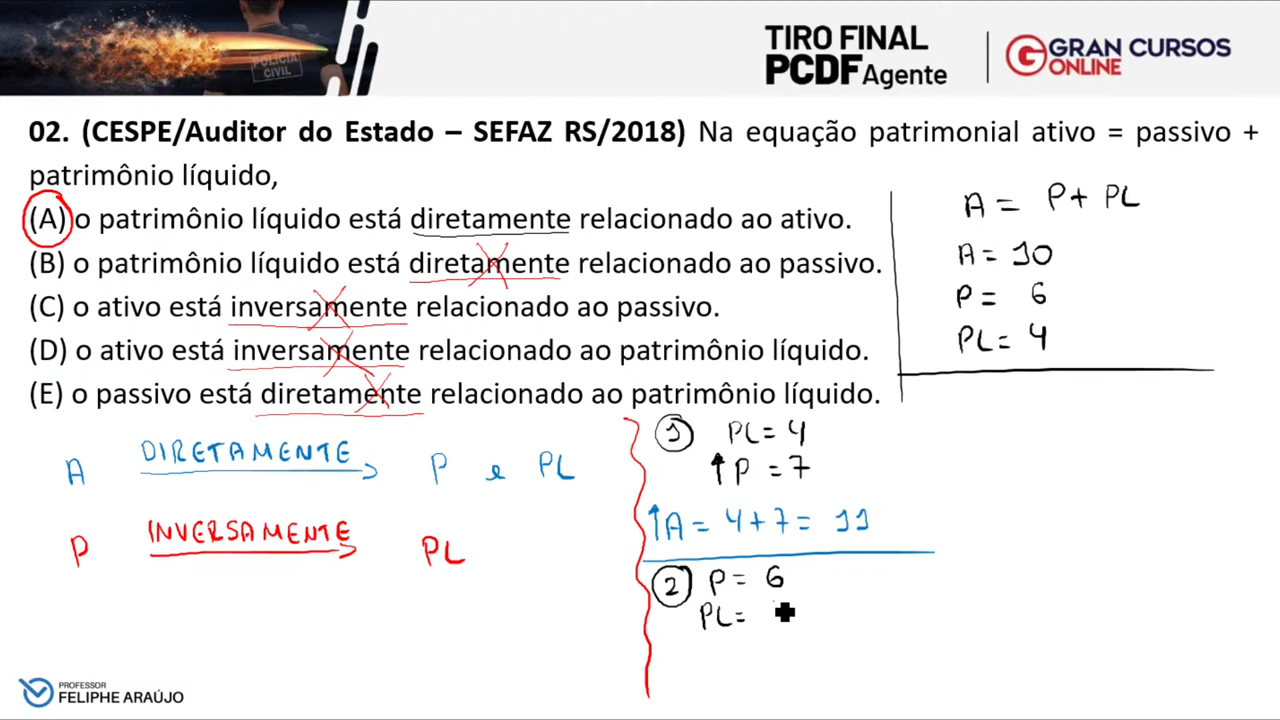 POLÍCIA
CIVIL
TIRO FINAL
PCDF Agente
GRAN CURSOS
ONLINE
02. (CESPE/Auditor do Estado – SEFAZ RS/2018) Na equação patrimonial ativo = passivo +
patrimônio líquido,
(A) o patrimônio líquido está diretamente relacionado ao ativo.
(B) o patrimônio líquido está diretamente relacionado ao passivo.
(C) o ativo está inversamente relacionado ao passivo.
(D) o ativo está inversamente relacionado ao patrimônio líquido.
(E) o passivo está diretamente relacionado ao patrimônio líquido.
A = P + PL
A = 10
P = 6
PL = 4
A DIRETAMENTE → P e PL
P INVERSAMENTE → PL
1 PL = 4
↑ P = 7
↑ A = 4 + 7 = 11
2 P = 6
PL =
PROFESSOR
FELIPHE ARAÚJO